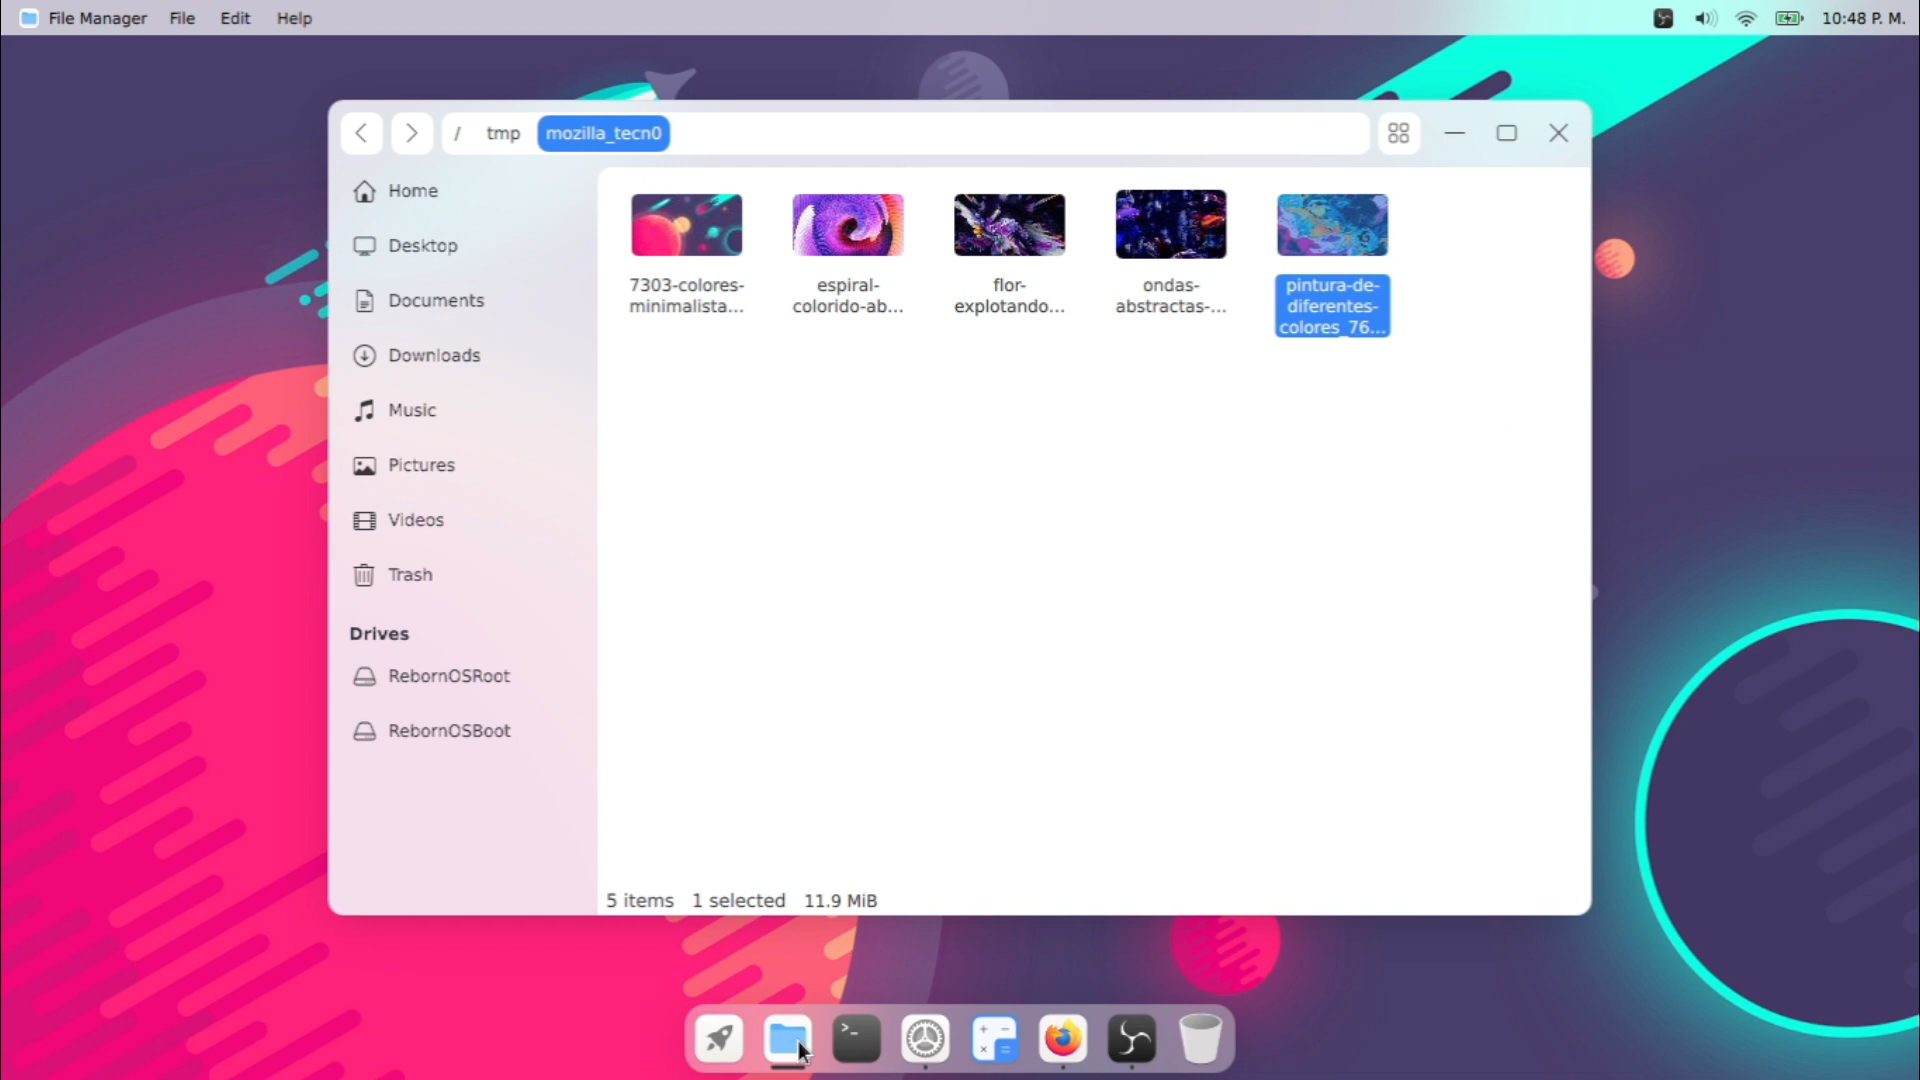 File Manager File Edit Help 10:48 P. M.
/ tmp mozilla_tecn0
Home
Desktop
Documents
Downloads
Music
Pictures
Videos
Trash
Drives
RebornOSRoot
RebornOSBoot
7303-colores-
minimalista...
espiral-
colorido-ab...
flor-
explotando...
ondas-
abstractas-...
pintura-de-
diferentes-
colores_76...
5 items 1 selected 11.9 MiB